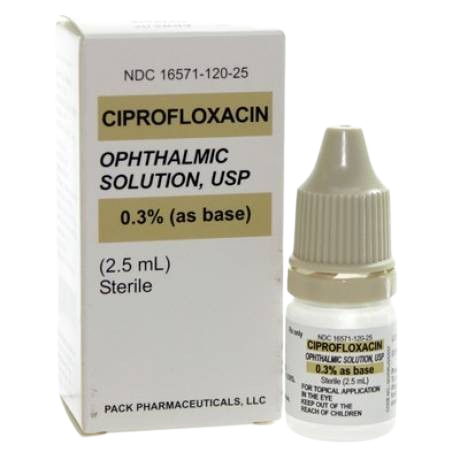 NDC 16571-120-25
CIPROFLOXACIN
OPHTHALMIC
SOLUTION, USP
0.3% (as base)
(2.5 mL)
Sterile
PACK PHARMACEUTICALS, LLC
Rx only
NDC 16571-120-25
CIPROFLOXACIN
OPHTHALMIC SOLUTION, USP
0.3% as base
Sterile (2.5 mL)
FOR TOPICAL APPLICATION
IN THE EYE
KEEP OUT OF THE
REACH OF CHILDREN